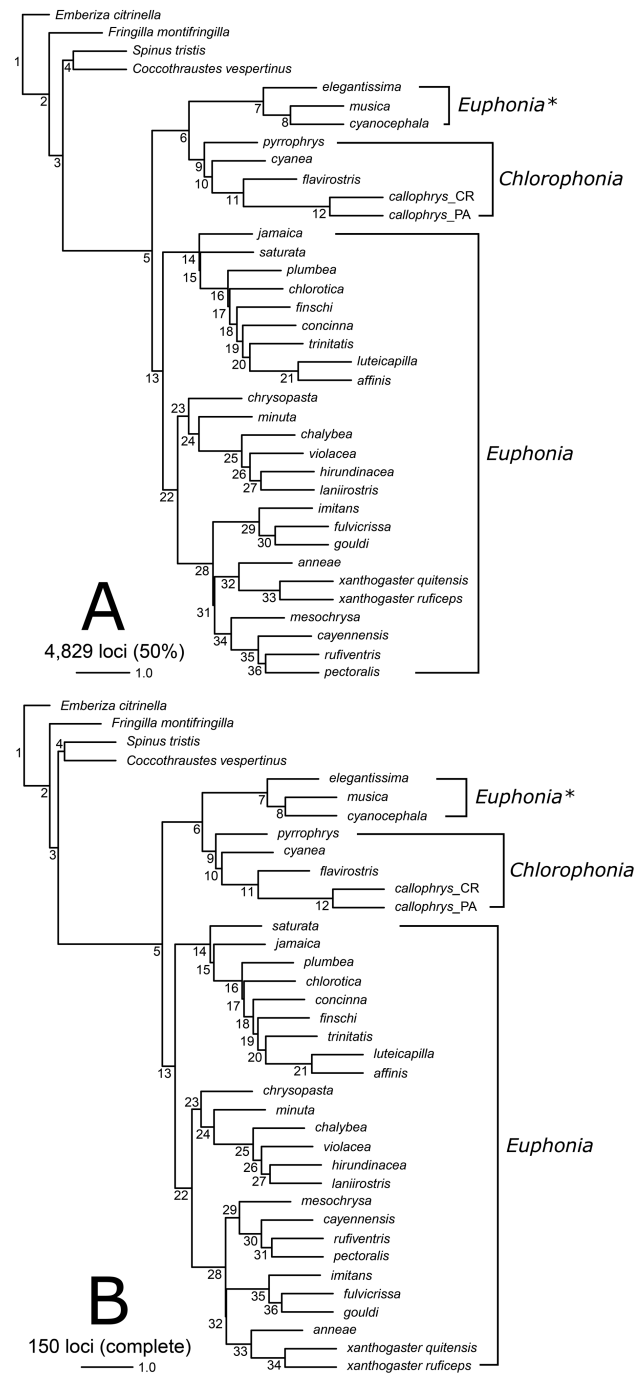 Emberiza citrinella
Fringilla montifringilla
1
Spinus tristis
4
Coccothraustes vespertinus
2
elegantissima
7
musica
Euphonia*
8
cyanocephala
6
pyrrophrys
3
9
cyanea
10
flavirostris
Chlorophonia
11
callophrys_CR
12
callophrys_PA
jamaica
5
14
saturata
15
plumbea
16
chlorotica
17
finschi
18
concinna
19
trinitatis
20
luteicapilla
13
21
affinis
23
chrysopasta
24
minuta
chalybea
25
violacea
Euphonia
26
hirundinacea
27
laniirostris
22
imitans
29
fulvicrissa
30
gouldi
28
anneae
32
xanthogaster quitensis
33
xanthogaster ruficeps
31
mesochrysa
34
cayennensis
35
rufiventris
36
pectoralis
A
4,829 loci (50%)
1.0
Emberiza citrinella
Fringilla montifringilla
1
4
Spinus tristis
Coccothraustes vespertinus
2
elegantissima
7
musica
Euphonia*
8
cyanocephala
6
pyrrophrys
3
9
cyanea
10
flavirostris
Chlorophonia
11
callophrys_CR
12
callophrys_PA
saturata
5
14
jamaica
15
plumbea
16
chlorotica
17
concinna
18
finschi
19
trinitatis
20
luteicapilla
13
21
affinis
23
chrysopasta
24
minuta
chalybea
25
violacea
Euphonia
26
hirundinacea
27
laniirostris
22
mesochrysa
29
cayennensis
30
rufiventris
31
pectoralis
28
imitans
35
fulvicrissa
36
gouldi
32
anneae
33
xanthogaster quitensis
34
xanthogaster ruficeps
B
150 loci (complete)
1.0